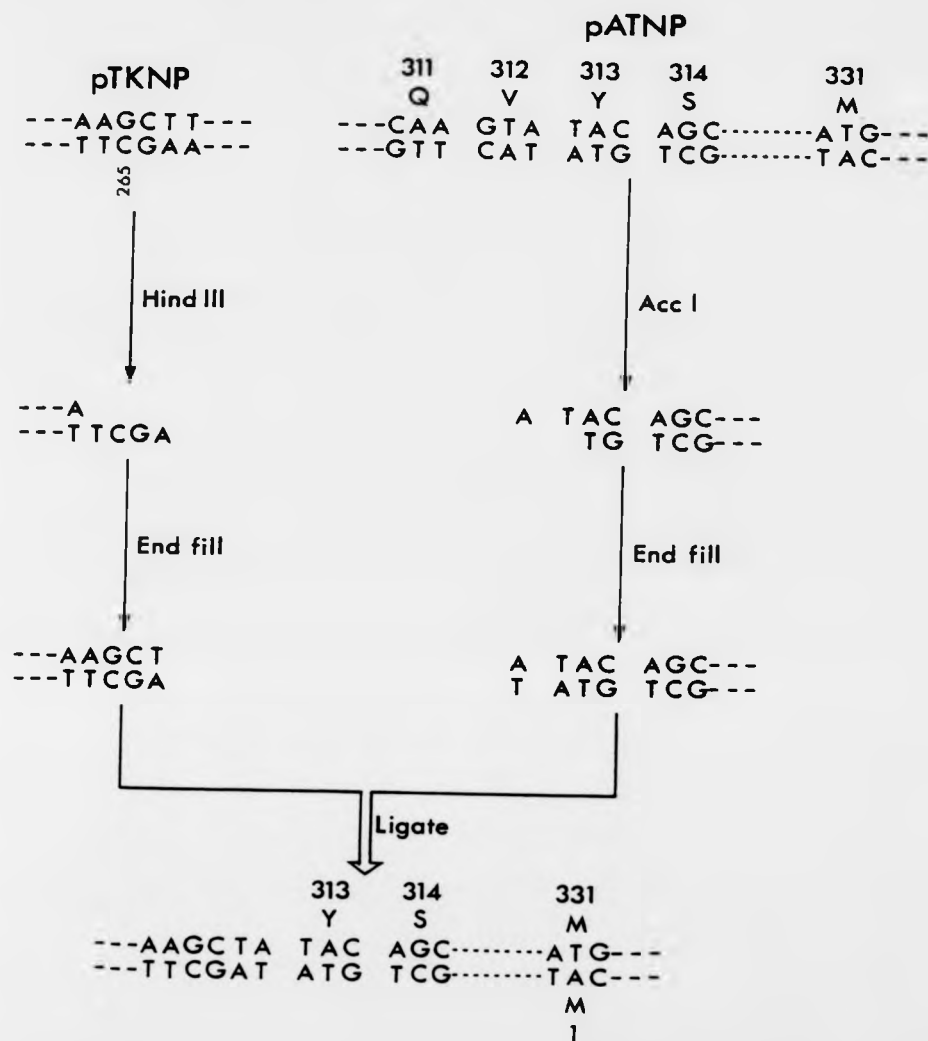 pATNP
pTKNP
311 312 313 314 331
Q V Y S M
---AAGCTT---
---TTCGAA---
265
---CAA GTA TAC AGC········ATG---
---GTT CAT ATG TCG········TAC---
Hind III
Acc I
---A
---TTCGA
A TAC AGC---
TG TCG---
End fill
End fill
---AAGCT
---TTCGA
A TAC AGC---
T ATG TCG---
Ligate
313 314 331
Y S M
---AAGCTA TAC AGC········ATG---
---TTCGAT ATG TCG········TAC---
M
1